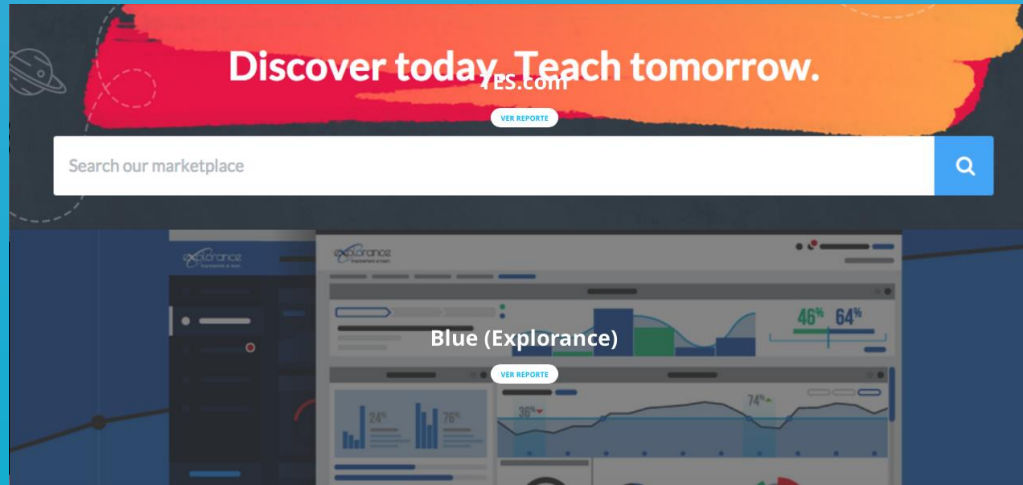 Discover today. Teach tomorrow.
TES.com
VER REPORTE
Search our marketplace
explorance
explorance
46% 64%
Blue (Explorance)
VER REPORTE
24%
76%
36%
74%